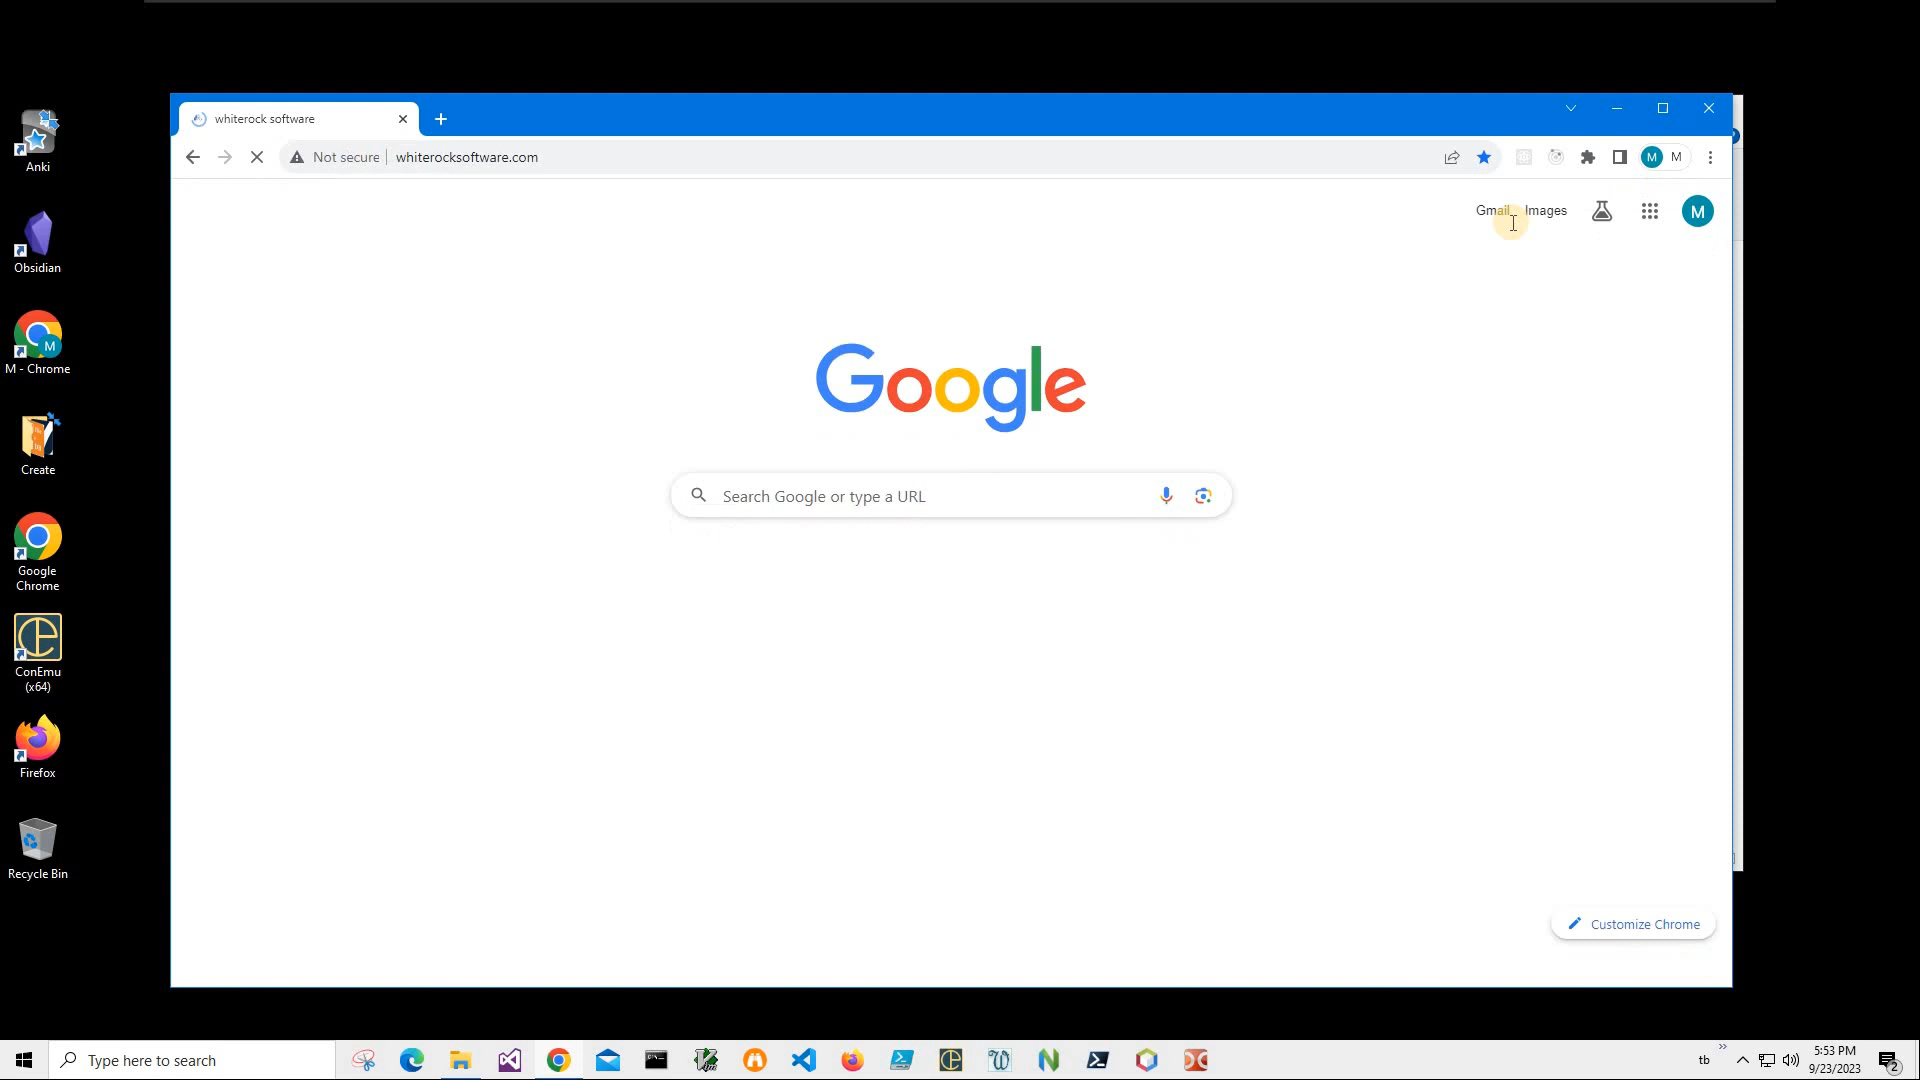 whiterock software
Not secure
whiterocksoftware.com
M
M
Gmail
Images
M
Google
Search Google or type a URL
Customize Chrome
Anki
Obsidian
M
M - Chrome
Create
Google
Chrome
ConEmu
(x64)
Firefox
Recycle Bin
Type here to search
tb
5:53 PM
9/23/2023
2